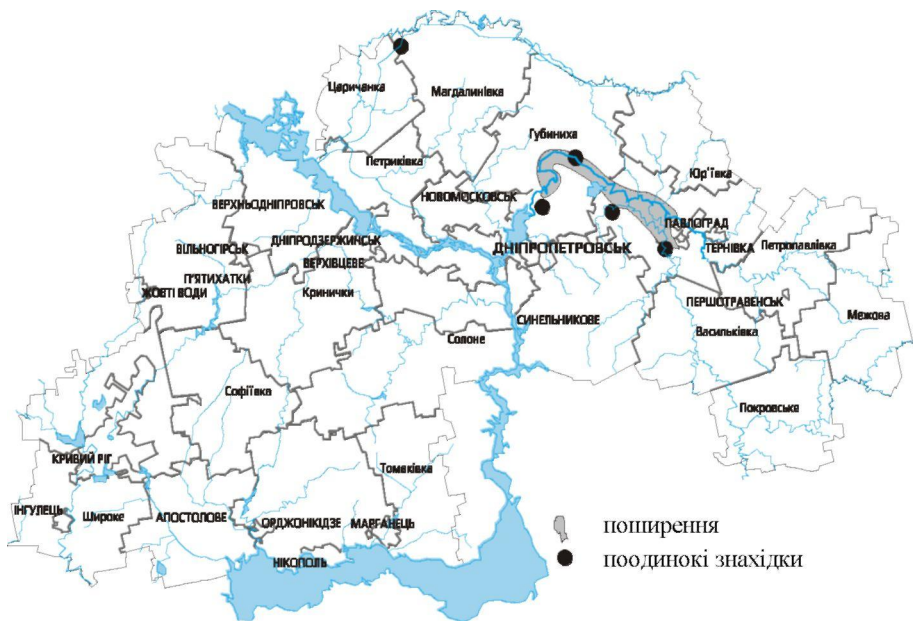 Царичанка
Магдалинівка
Губиниха
Петриківка
Юр'ївка
НОВОМОСКОВСЬК
ВЕРХНЬОДНІПРОВСЬК
ПАВЛОГРАД
ДНІПРОДЗЕРЖИНСЬК
ДНІПРОПЕТРОВСЬК
ТЕРНІВКА
Петропавлівка
ВІЛЬНОГІРСЬК
ВЕРХІВЦЕВЕ
П'ЯТИХАТКИ
ЖОВТІ ВОДИ
Кринички
ПЕРШОТРАВЕНСЬК
СИНЕЛЬНИКОВЕ
Межова
Васильківка
Солоне
Софіївка
Покровське
КРИВИЙ РІГ
Томаківка
ІНГУЛЕЦЬ
Широке
АПОСТОЛОВЕ
ОРДЖОНІКІДЗЕ
МАРГАНЕЦЬ
НІКОПОЛЬ
поширення
поодинокі знахідки